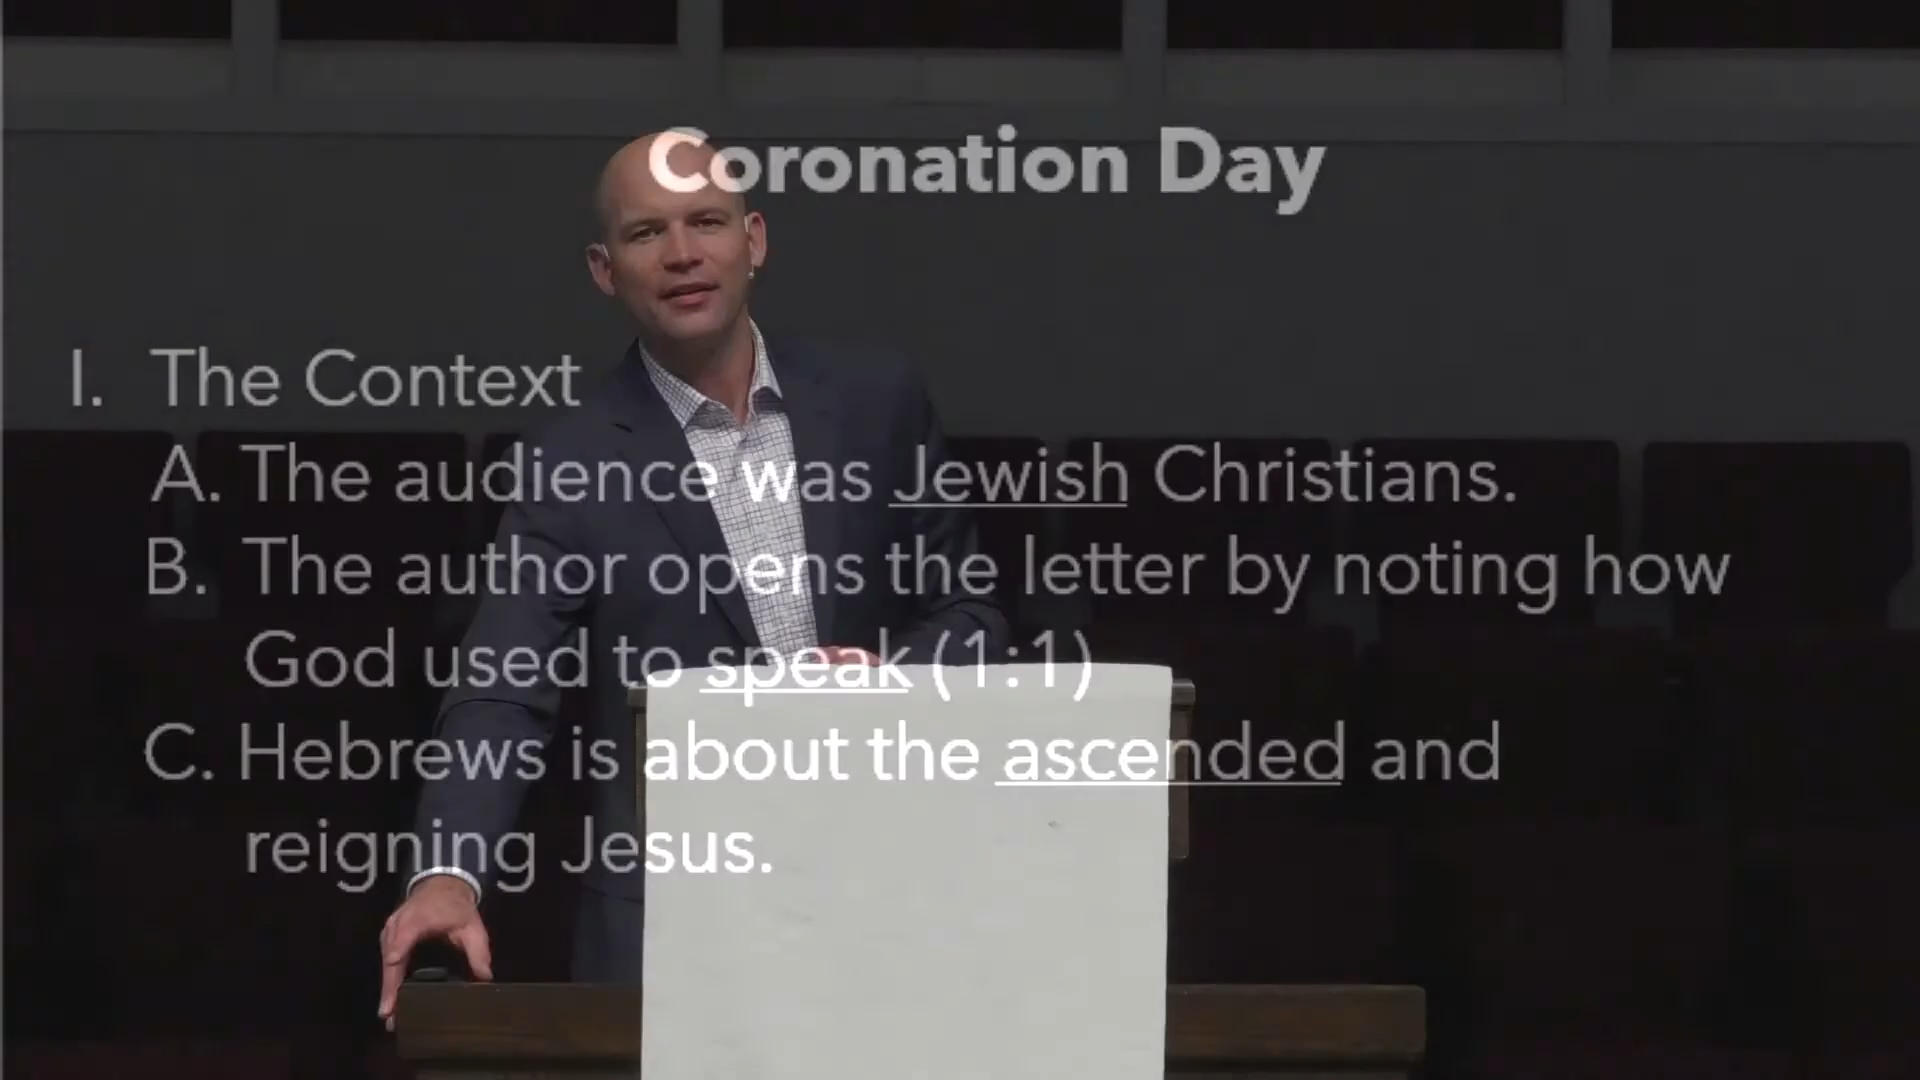 Coronation Day
I. The Context
A. The audience was Jewish Christians.
B. The author opens the letter by noting how
God used to speak (1:1)
C. Hebrews is about the ascended and
reigning Jesus.